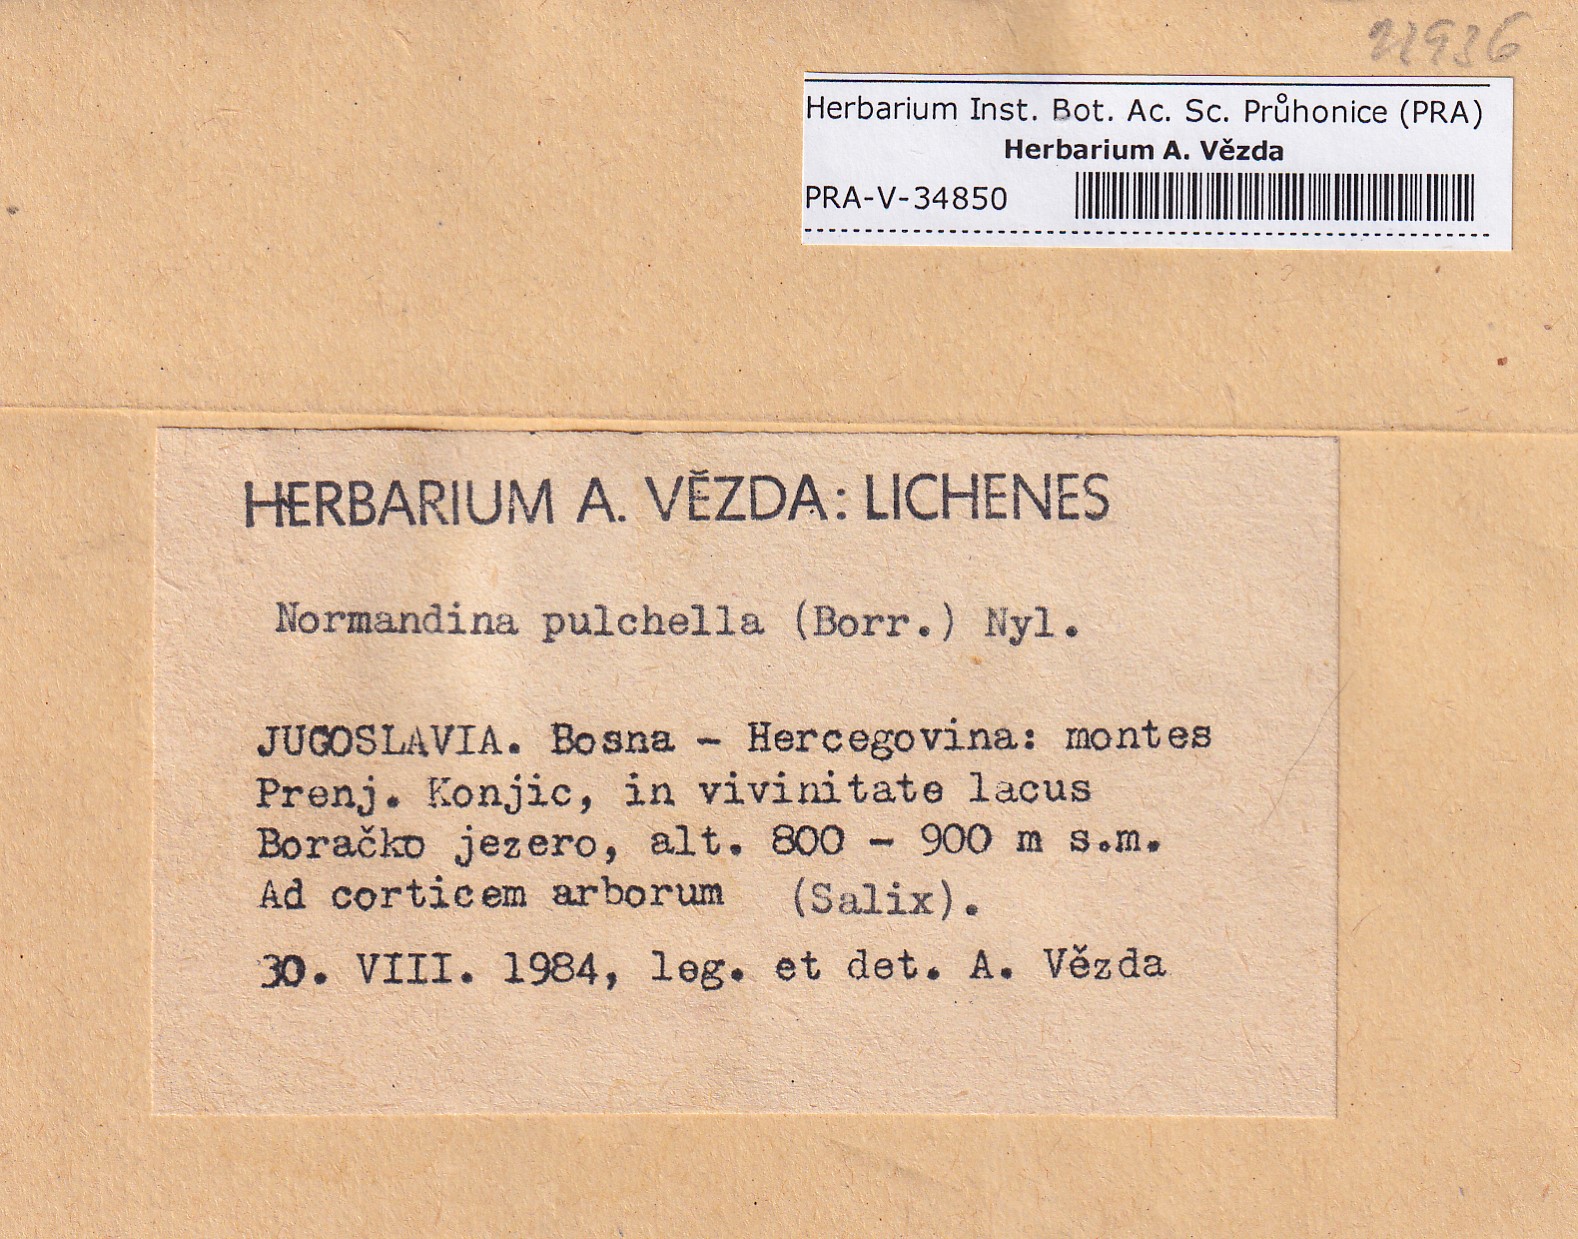 21936
Herbarium Inst. Bot. Ac. Sc. Průhonice (PRA)
Herbarium A. Vězda
PRA-V-34850
HERBARIUM A. VĚZDA: LICHENES
Normandina pulchella (Borr.) Nyl.
JUGOSLAVIA. Bosna - Hercegovina: montes
Prenj. Konjic, in vivinitate lacus
Boračko jezero, alt. 800 - 900 m s.m.
Ad corticem arborum (Salix).
30. VIII. 1984, leg. et det. A. Vězda